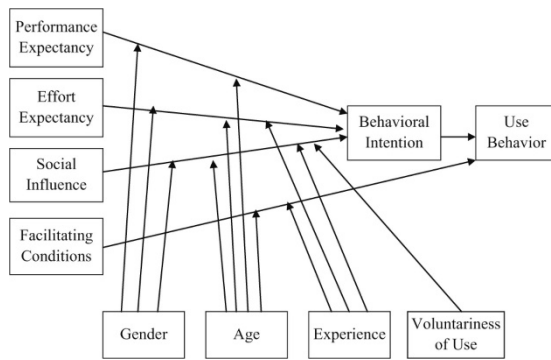 Performance
Expectancy
Effort
Expectancy
Social
Influence
Facilitating
Conditions
Behavioral
Intention
Use
Behavior
Gender
Age
Experience
Voluntariness
of Use